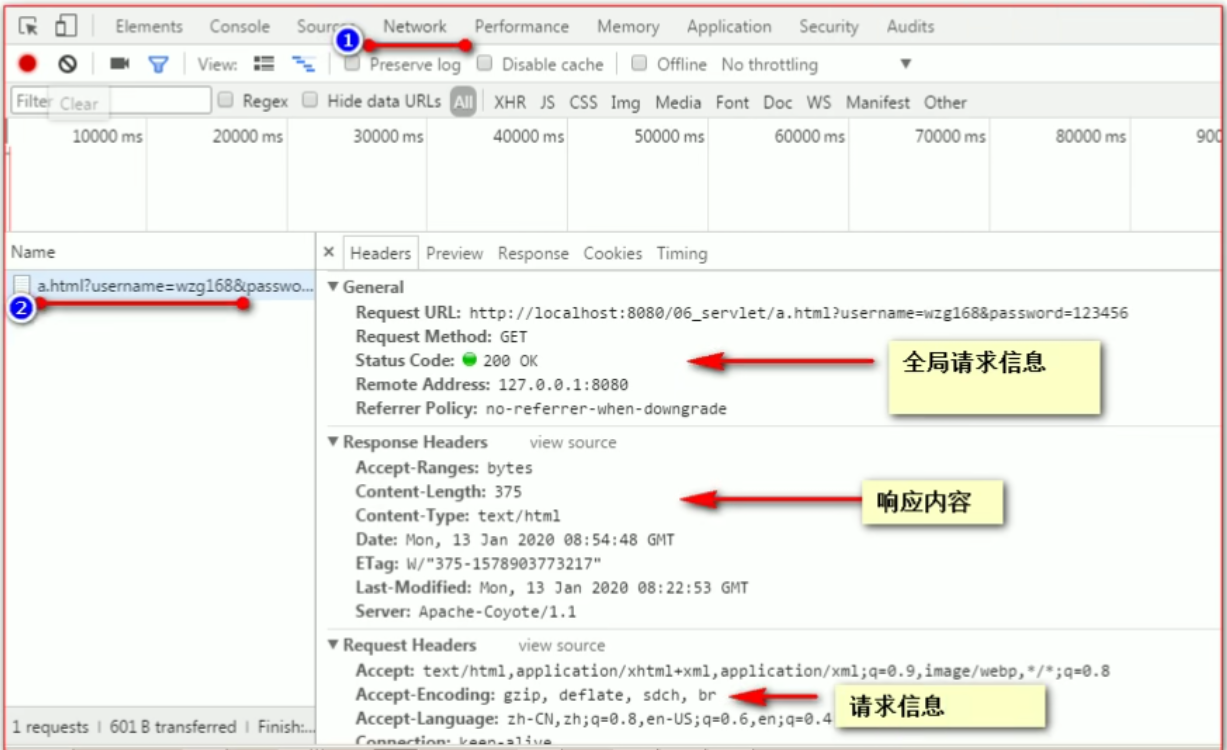 Elements Console Sources Network Performance Memory Application Security Audits
1
View: Preserve log Disable cache Offline No throttling
Filter Clear Regex Hide data URLs All XHR JS CSS Img Media Font Doc WS Manifest Other
10000 ms 20000 ms 30000 ms 40000 ms 50000 ms 60000 ms 70000 ms 80000 ms 900
Name
× Headers Preview Response Cookies Timing
a.html?username=wzg168&passwo...
2
General
Request URL: http://localhost:8080/06_servlet/a.html?username=wzg168&password=123456
Request Method: GET
Status Code: 200 OK
全局请求信息
Remote Address: 127.0.0.1:8080
Referrer Policy: no-referrer-when-downgrade
Response Headers view source
Accept-Ranges: bytes
Content-Length: 375
响应内容
Content-Type: text/html
Date: Mon, 13 Jan 2020 08:54:48 GMT
ETag: W/"375-1578903773217"
Last-Modified: Mon, 13 Jan 2020 08:22:53 GMT
Server: Apache-Coyote/1.1
Request Headers view source
Accept: text/html,application/xhtml+xml,application/xml;q=0.9,image/webp,*/*;q=0.8
Accept-Encoding: gzip, deflate, sdch, br
请求信息
Accept-Language: zh-CN,zh;q=0.8,en-US;q=0.6,en;q=0.4
Connection: keep-alive
1 requests | 601 B transferred | Finish:...